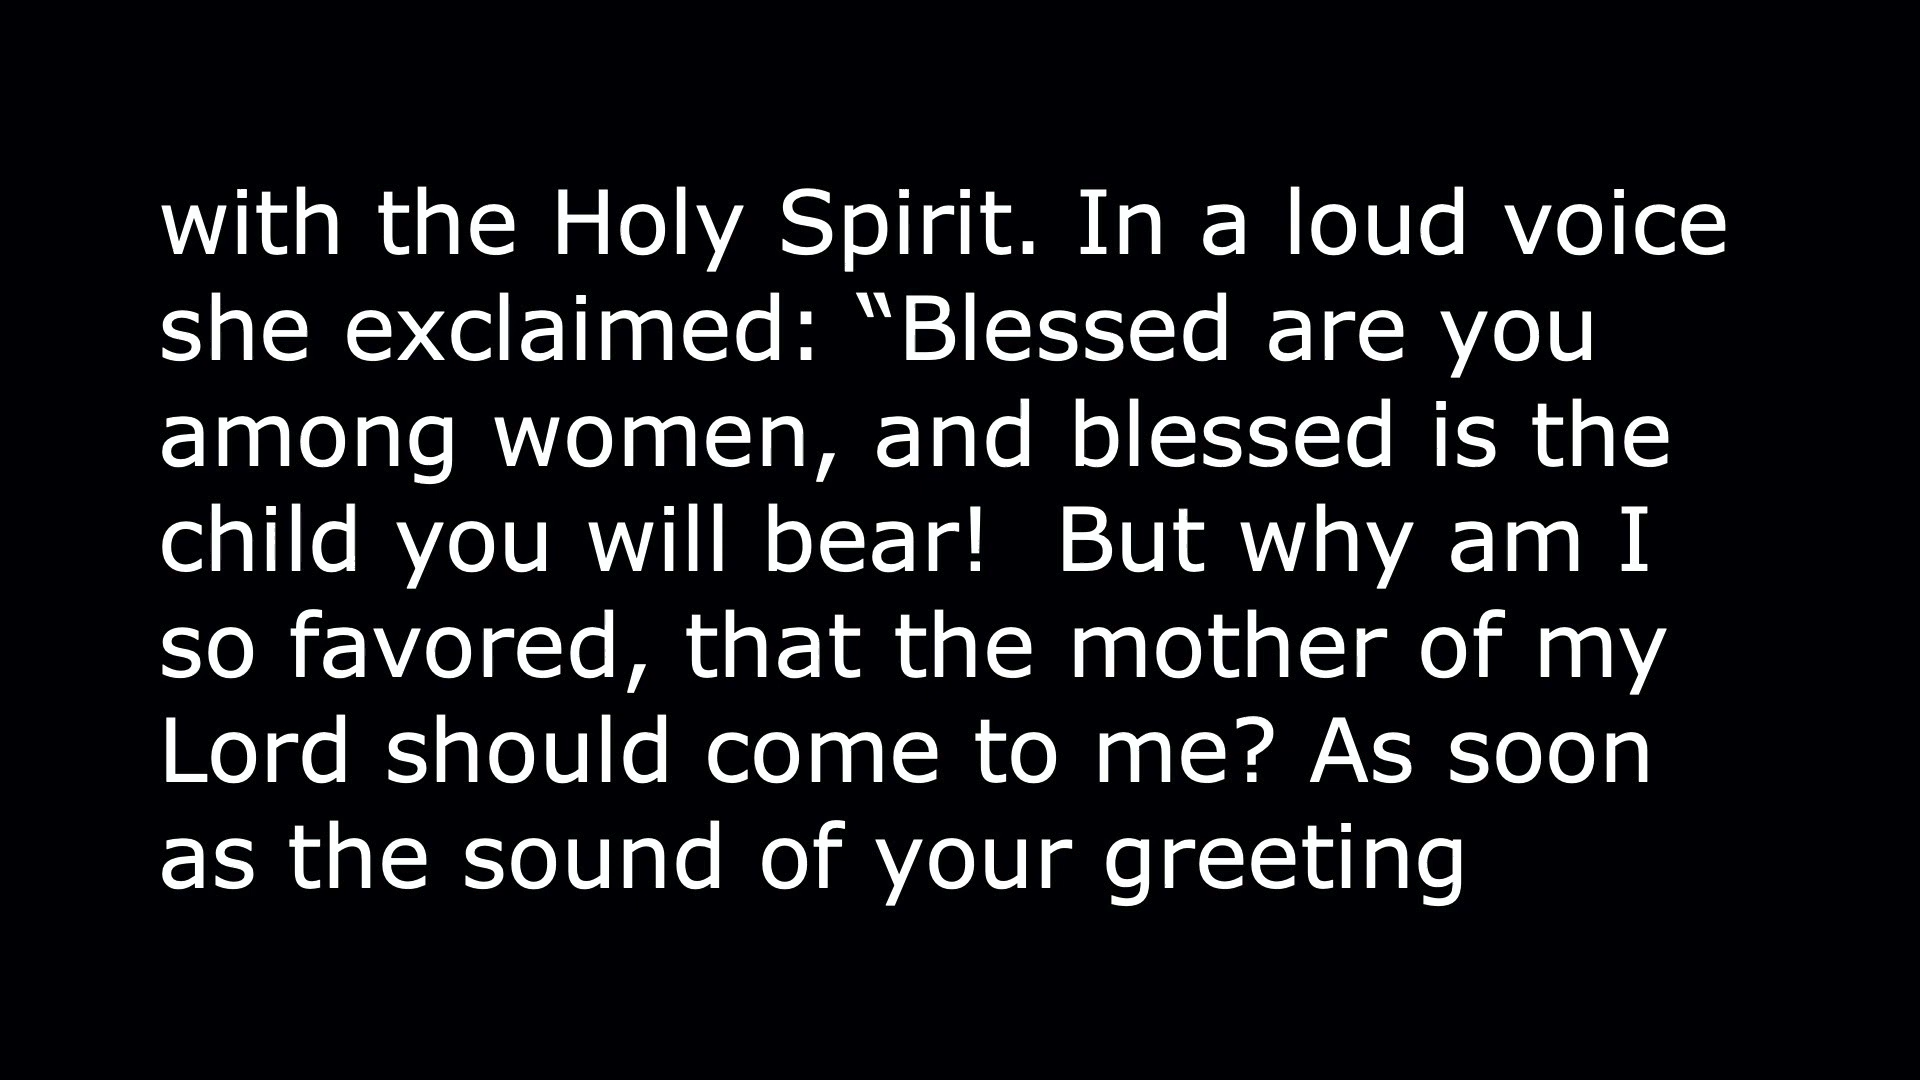 with the Holy Spirit. In a loud voice
she exclaimed: “Blessed are you
among women, and blessed is the
child you will bear!  But why am I
so favored, that the mother of my
Lord should come to me? As soon
as the sound of your greeting